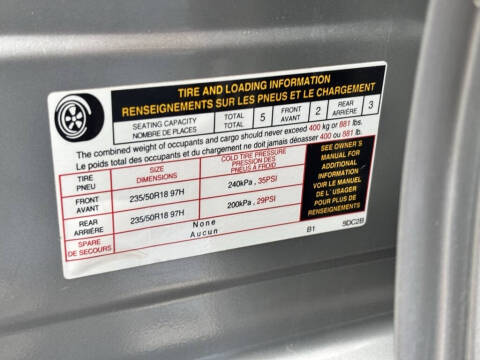 TIRE AND LOADING INFORMATION
RENSEIGNEMENTS SUR LES PNEUS ET LE CHARGEMENT
SEATING CAPACITY TOTAL 5 FRONT 2 REAR 3
NOMBRE DE PLACES TOTAL AVANT ARRIÈRE
The combined weight of occupants and cargo should never exceed 400 kg or 881 lbs.
Le poids total des occupants et du chargement ne doit jamais dépasser 400 ou 881 lb.
TIRE SIZE COLD TIRE PRESSURE
PNEU DIMENSIONS PRESSION DES
PNEUS À FROID
FRONT 235/50R18 97H 240kPa , 35PSI
AVANT
REAR 235/50R18 97H 200kPa , 29PSI
ARRIÈRE
SPARE None
DE SECOURS Aucun
SEE OWNER'S
MANUAL FOR
ADDITIONAL
INFORMATION
VOIR LE MANUEL
DE L' USAGER
POUR PLUS DE
RENSEIGNEMENTS
B1 9DC2B